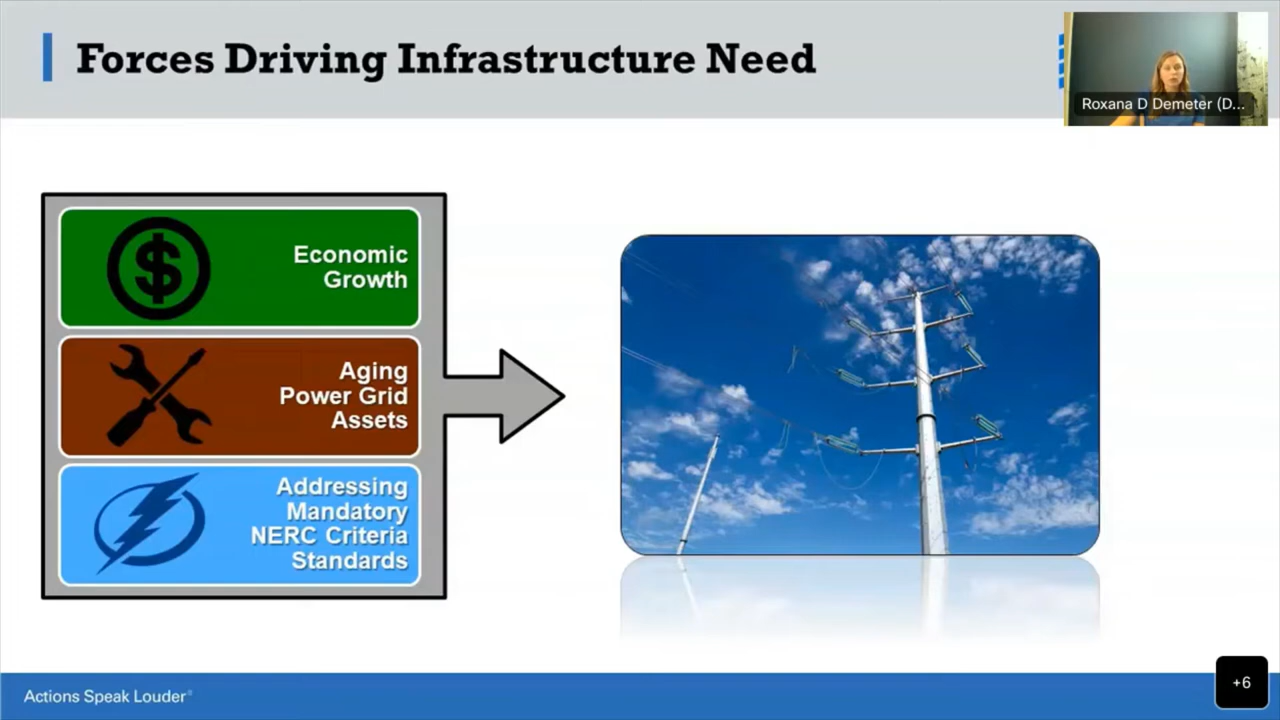 Forces Driving Infrastructure Need
Roxana D Demeter (D...
Economic
Growth
Aging
Power Grid
Assets
Addressing
Mandatory
NERC Criteria
Standards
Actions Speak Louder®
+6